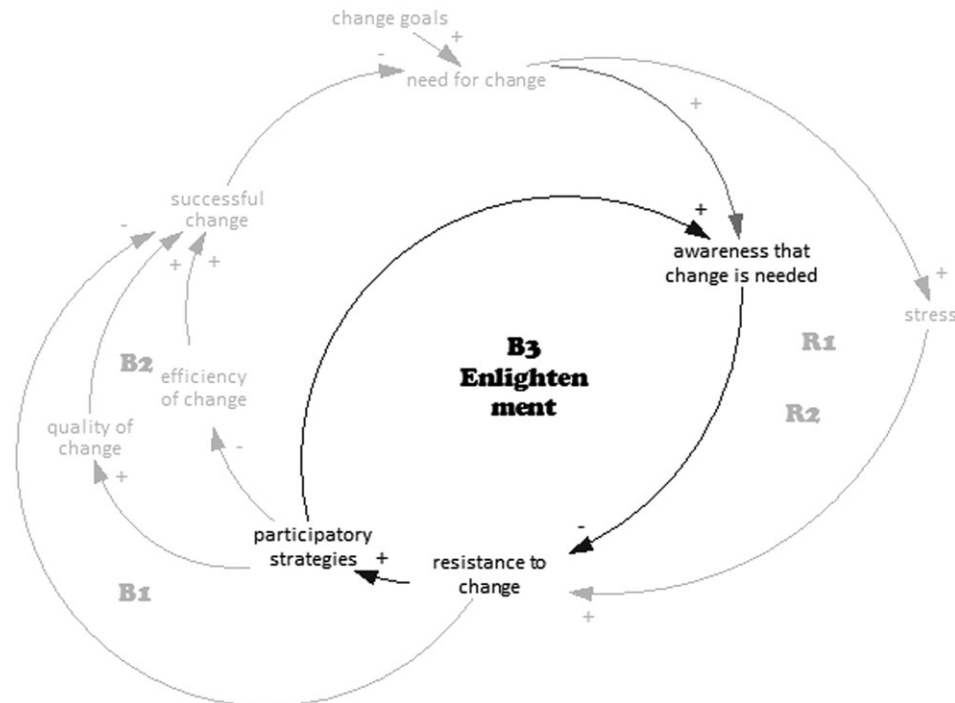 change goals
+
-
need for change
+
successful
change
-
+
+
+
awareness that
change is needed
+
stress
B3
Enlighten
ment
R1
R2
B2
efficiency
of change
quality of
change
-
+
participatory
strategies
+
-
resistance to
change
+
B1